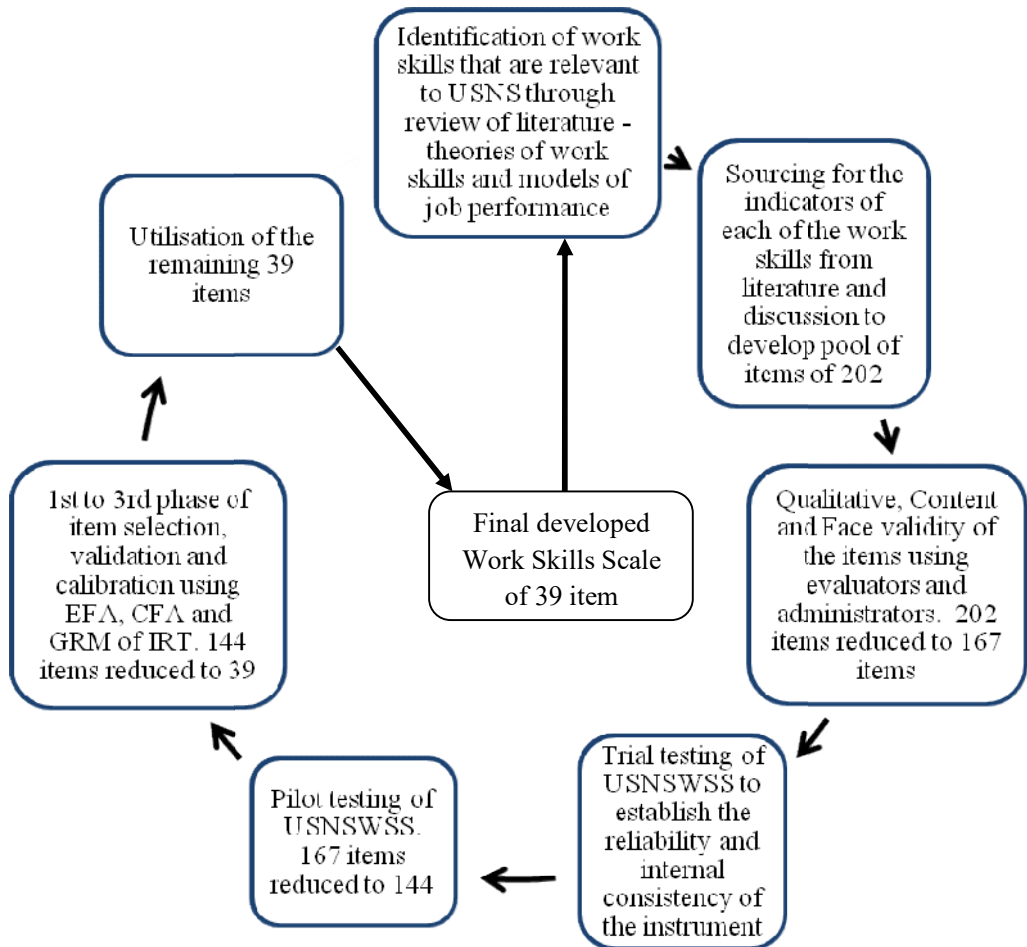 Identification of work
skills that are relevant
to USNS through
review of literature -
theories of work
skills and models of
job performance
Sourcing for the
indicators of
each of the work
skills from
literature and
discussion to
develop pool of
items of 202
Qualitative, Content
and Face validity of
the items using
evaluators and
administrators. 202
items reduced to 167
items
Trial testing of
USNSWSS to
establish the
reliability and
internal
consistency of
the instrument
Pilot testing of
USNSWSS.
167 items
reduced to 144
1st to 3rd phase of
item selection,
validation and
calibration using
EFA, CFA and
GRM of IRT. 144
items reduced to 39
Utilisation of the
remaining 39
items
Final developed
Work Skills Scale
of 39 item